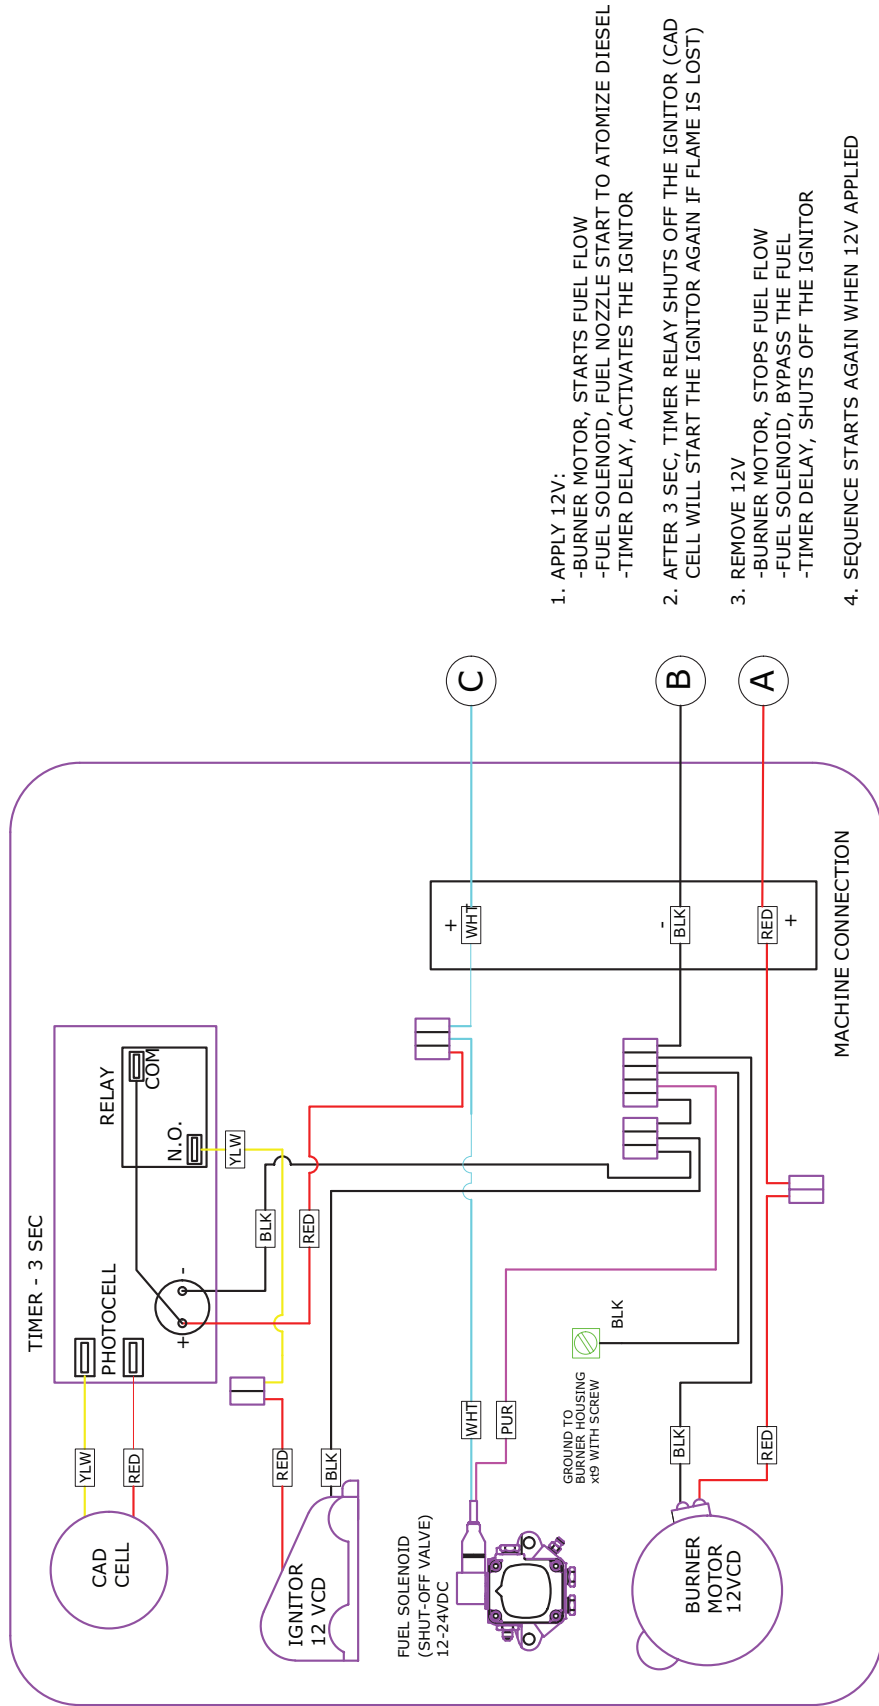 TIMER - 3 SEC
RELAY
COM
N.O.
PHOTOCELL
+
-
YLW
RED
YLW
BLK
RED
CAD
CELL
RED
BLK
IGNITOR
12 VCD
FUEL SOLENOID
(SHUT-OFF VALVE)
12-24VDC
WHT
PUR
GROUND TO
BURNER HOUSING
xt9 WITH SCREW
BLK
BLK
RED
BURNER
MOTOR
12VCD
+
WHT
-
BLK
RED
+
MACHINE CONNECTION
C
B
A
1. APPLY 12V:
-BURNER MOTOR, STARTS FUEL FLOW
-FUEL SOLENOID, FUEL NOZZLE START TO ATOMIZE DIESEL
-TIMER DELAY, ACTIVATES THE IGNITOR
2. AFTER 3 SEC, TIMER RELAY SHUTS OFF THE IGNITOR (CAD
CELL WILL START THE IGNITOR AGAIN IF FLAME IS LOST)
3. REMOVE 12V
-BURNER MOTOR, STOPS FUEL FLOW
-FUEL SOLENOID, BYPASS THE FUEL
-TIMER DELAY, SHUTS OFF THE IGNITOR
4. SEQUENCE STARTS AGAIN WHEN 12V APPLIED